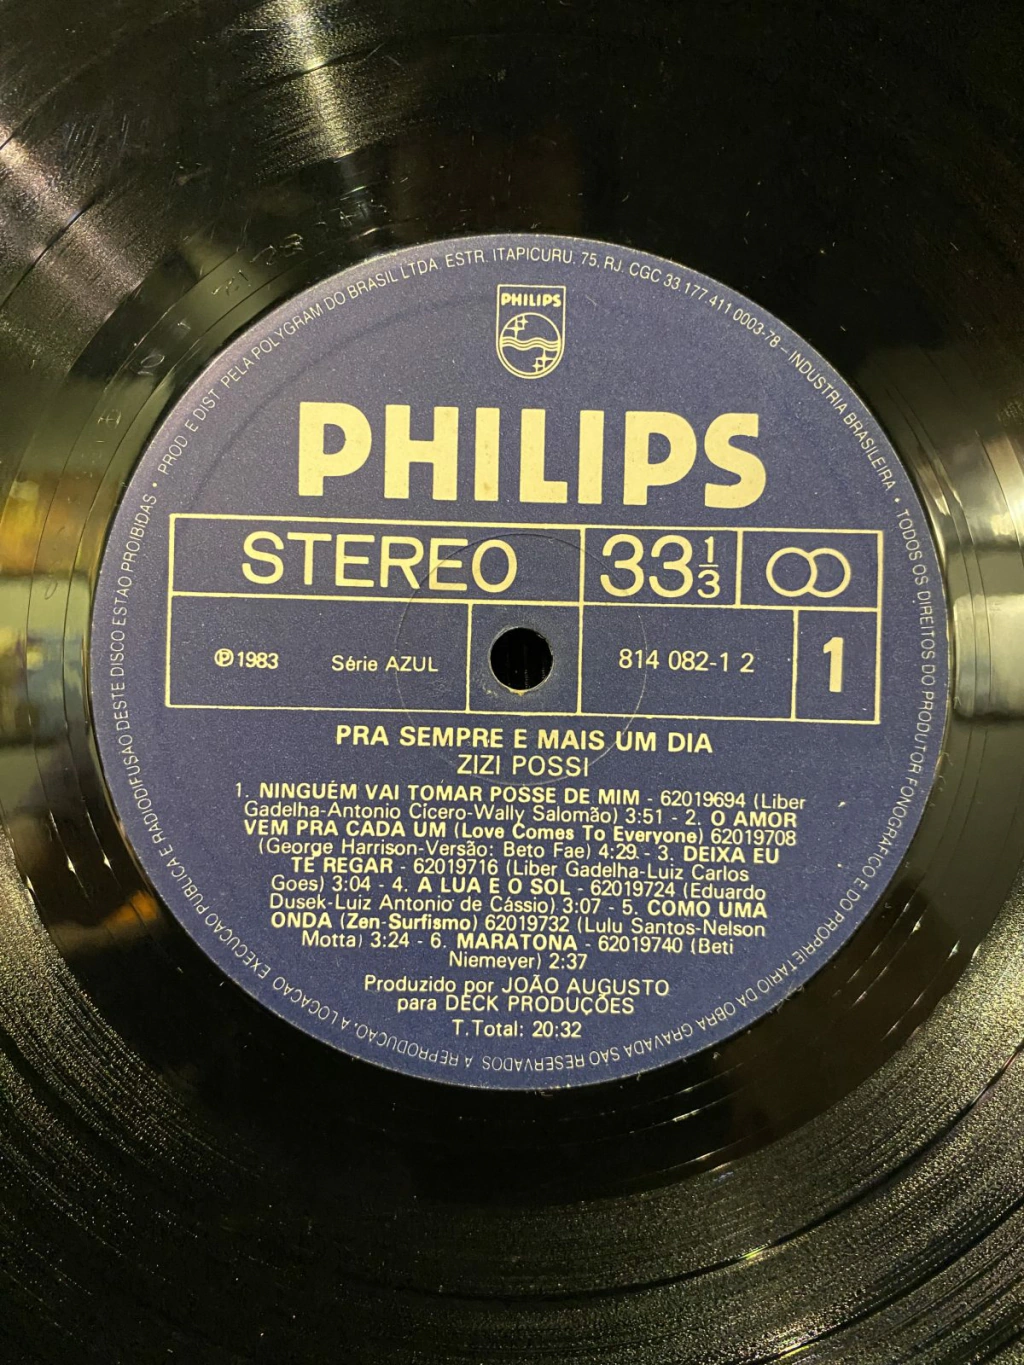 PROD E DIST PELA POLYGRAM DO BRASIL LTDA. ESTR. ITAPICURU, 75, RJ. CGC 33 177 411 0003-78 – INDUSTRIA BRASILEIRA • TODOS OS DIREITOS DO PRODUTOR FONOGRAFICO E DO PROPRIETARIO DA OBRA GRAVADA SAO RESERVADOS A REPRODUCAO, A LOCACAO EXECUCAO PUBLICA E RADIODIFUSAO DESTE DISCO ESTAO PROIBIDAS •
PHILIPS
PHILIPS
STEREO 33 1/3
℗ 1983 Série AZUL 814 082-1 2 1
PRA SEMPRE E MAIS UM DIA
ZIZI POSSI
1. NINGUÉM VAI TOMAR POSSE DE MIM - 62019694 (Liber
Gadelha-Antonio Cícero-Wally Salomão) 3:51 - 2. O AMOR
VEM PRA CADA UM (Love Comes To Everyone) 62019708
(George Harrison-Versão: Beto Fae) 4:29 - 3. DEIXA EU
TE REGAR - 62019716 (Liber Gadelha-Luiz Carlos
Goes) 3:04 - 4. A LUA E O SOL - 62019724 (Eduardo
Dusek-Luiz Antonio de Cássio) 3:07 - 5. COMO UMA
ONDA (Zen-Surfismo) 62019732 (Lulu Santos-Nelson
Motta) 3:24 - 6. MARATONA - 62019740 (Beti
Niemeyer) 2:37
Produzido por JOÃO AUGUSTO
para DECK PRODUÇÕES
T.Total: 20:32